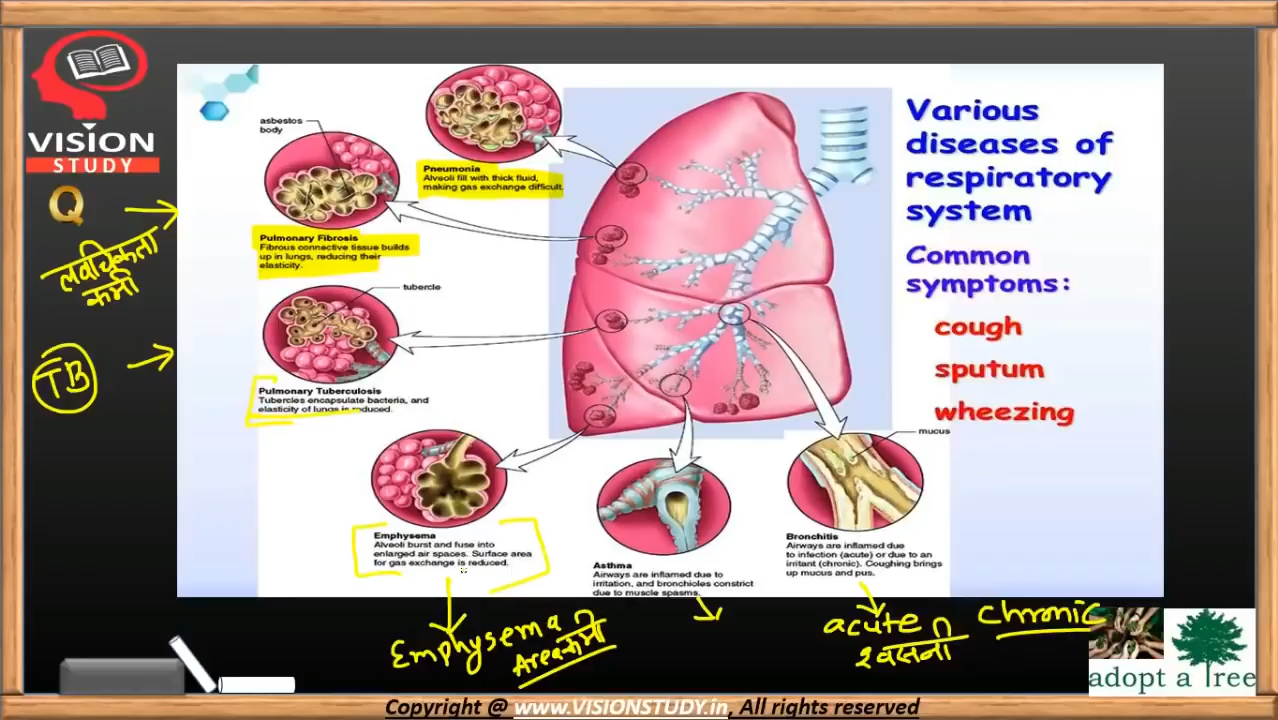 VISION
STUDY
Q
लवचिकता
कमी
TB
asbestos
body
Pneumonia
Alveoli fill with thick fluid,
making gas exchange difficult.
Pulmonary Fibrosis
Fibrous connective tissue builds
up in lungs, reducing their
elasticity.
tubercle
Pulmonary Tuberculosis
Tubercles encapsulate bacteria, and
elasticity of lungs is reduced.
Emphysema
Alveoli burst and fuse into
enlarged air spaces. Surface area
for gas exchange is reduced.
Asthma
Airways are inflamed due to
irritation, and bronchioles constrict
due to muscle spasms.
mucus
Bronchitis
Airways are inflamed due
to infection (acute) or due to an
irritant (chronic). Coughing brings
up mucus and pus.
Various
diseases of
respiratory
system
Common
symptoms:
cough
sputum
wheezing
Emphysema
Area कमी
acute
श्वसनी
chronic
adopt a Tree
Copyright @ www.VISIONSTUDY.in, All rights reserved